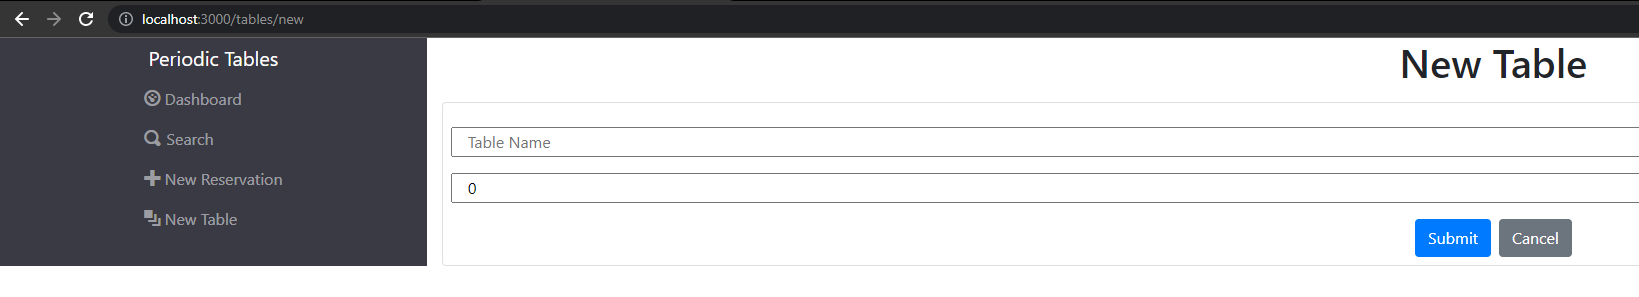 localhost:3000/tables/new
Periodic Tables
Dashboard
Search
New Reservation
New Table
New Table
Table Name
0
Submit Cancel